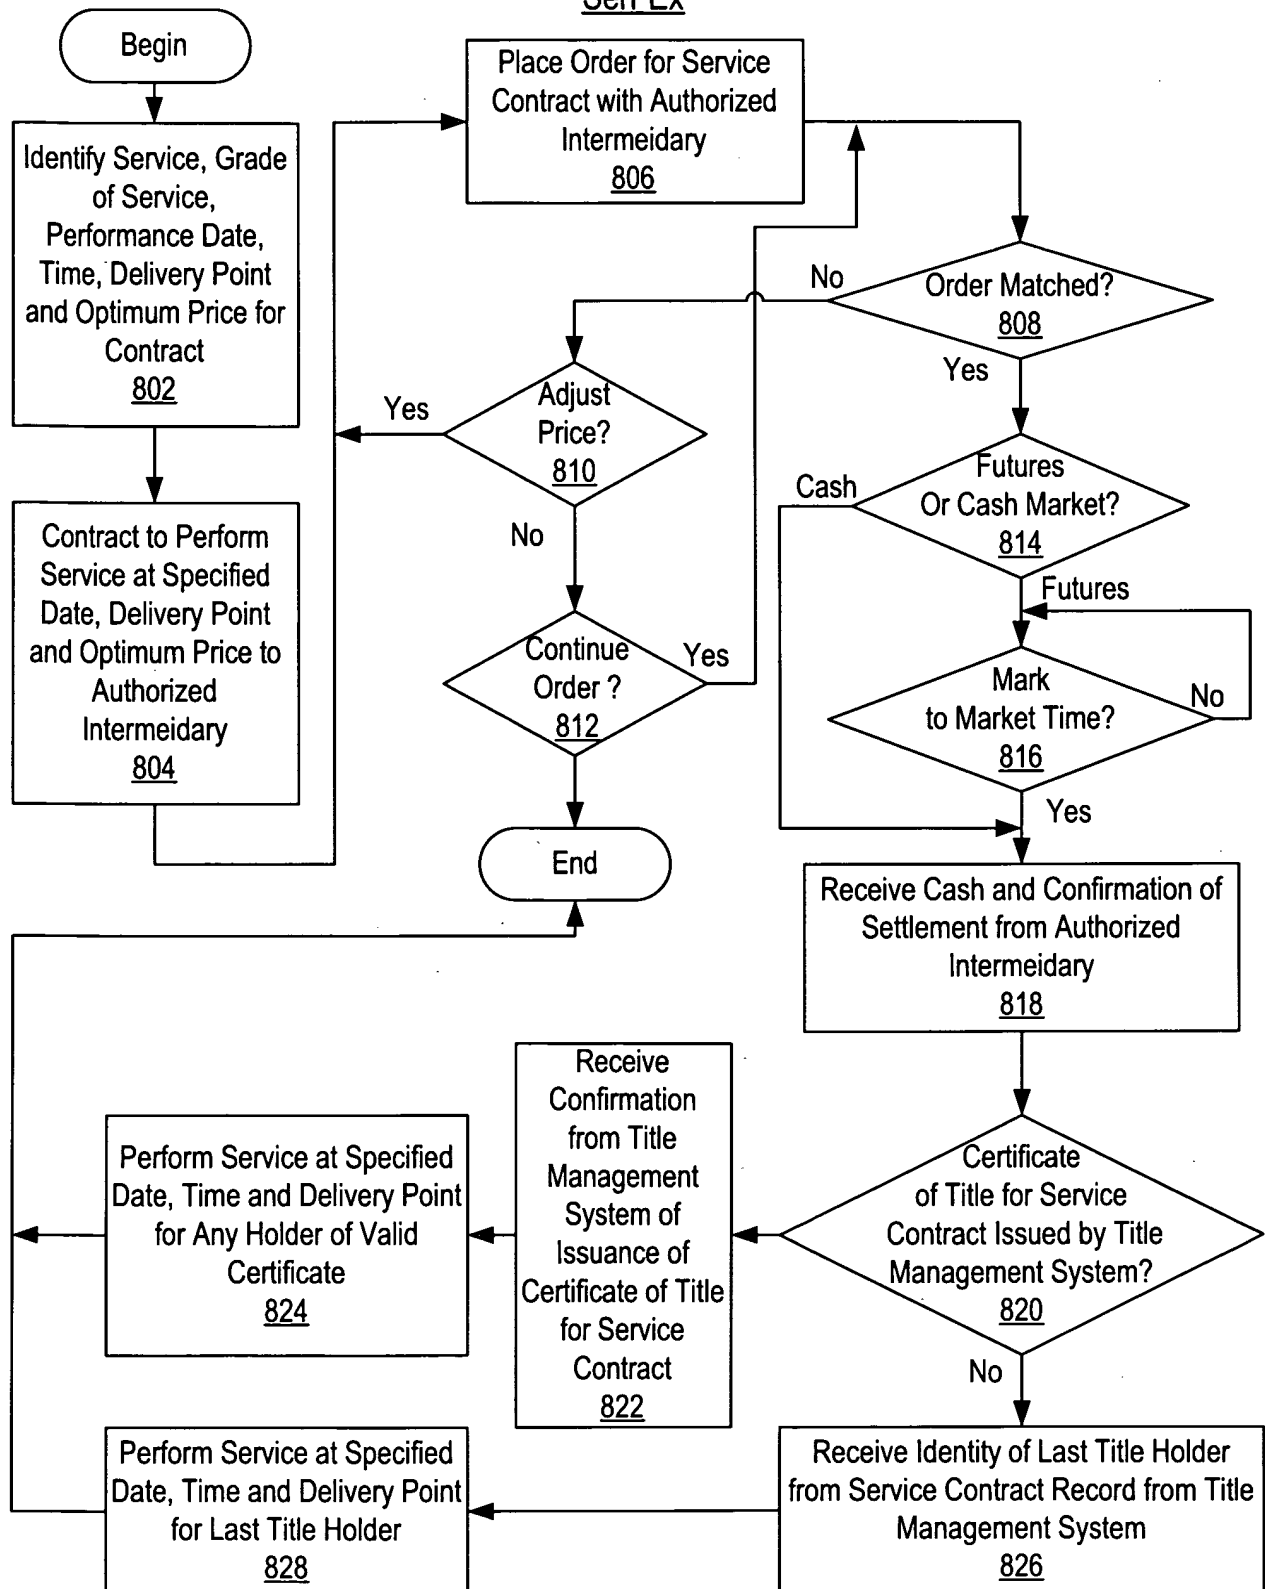 Begin
Identify Service, Grade
of Service,
Performance Date,
Time, Delivery Point
and Optimum Price for
Contract
802
Contract to Perform
Service at Specified
Date, Delivery Point
and Optimum Price to
Authorized
Intermeidary
804
Place Order for Service
Contract with Authorized
Intermeidary
806
Order Matched?
808
No
Yes
Adjust
Price?
810
Yes
No
Continue
Order ?
812
Yes
End
Futures
Or Cash Market?
814
Cash
Futures
Mark
to Market Time?
816
No
Yes
Receive Cash and Confirmation of
Settlement from Authorized
Intermeidary
818
Certificate
of Title for Service
Contract Issued by Title
Management System?
820
No
Receive
Confirmation
from Title
Management
System of
Issuance of
Certificate of Title
for Service
Contract
822
Perform Service at Specified
Date, Time and Delivery Point
for Any Holder of Valid
Certificate
824
Receive Identity of Last Title Holder
from Service Contract Record from Title
Management System
826
Perform Service at Specified
Date, Time and Delivery Point
for Last Title Holder
828